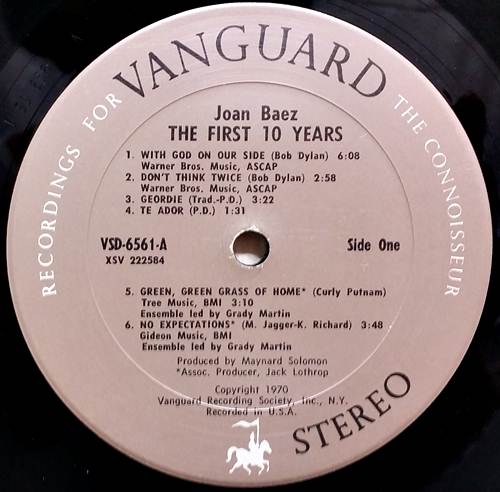 VANGUARD
RECORDINGS FOR THE CONNOISSEUR
Joan Baez
THE FIRST 10 YEARS
1. WITH GOD ON OUR SIDE (Bob Dylan) 6:08
Warner Bros. Music, ASCAP
2. DON'T THINK TWICE (Bob Dylan) 2:58
Warner Bros. Music, ASCAP
3. GEORDIE (Trad.-P.D.) 3:22
4. TE ADOR (P.D.) 1:31
VSD-6561-A Side One
XSV 222584
5. GREEN, GREEN GRASS OF HOME* (Curly Putnam)
Tree Music, BMI 3:10
Ensemble led by Grady Martin
6. NO EXPECTATIONS* (M. Jagger-K. Richard) 3:48
Gideon Music, BMI
Ensemble led by Grady Martin
Produced by Maynard Solomon
*Assoc. Producer, Jack Lothrop
Copyright 1970
Vanguard Recording Society, Inc., N.Y.
Recorded in U.S.A.
STEREO